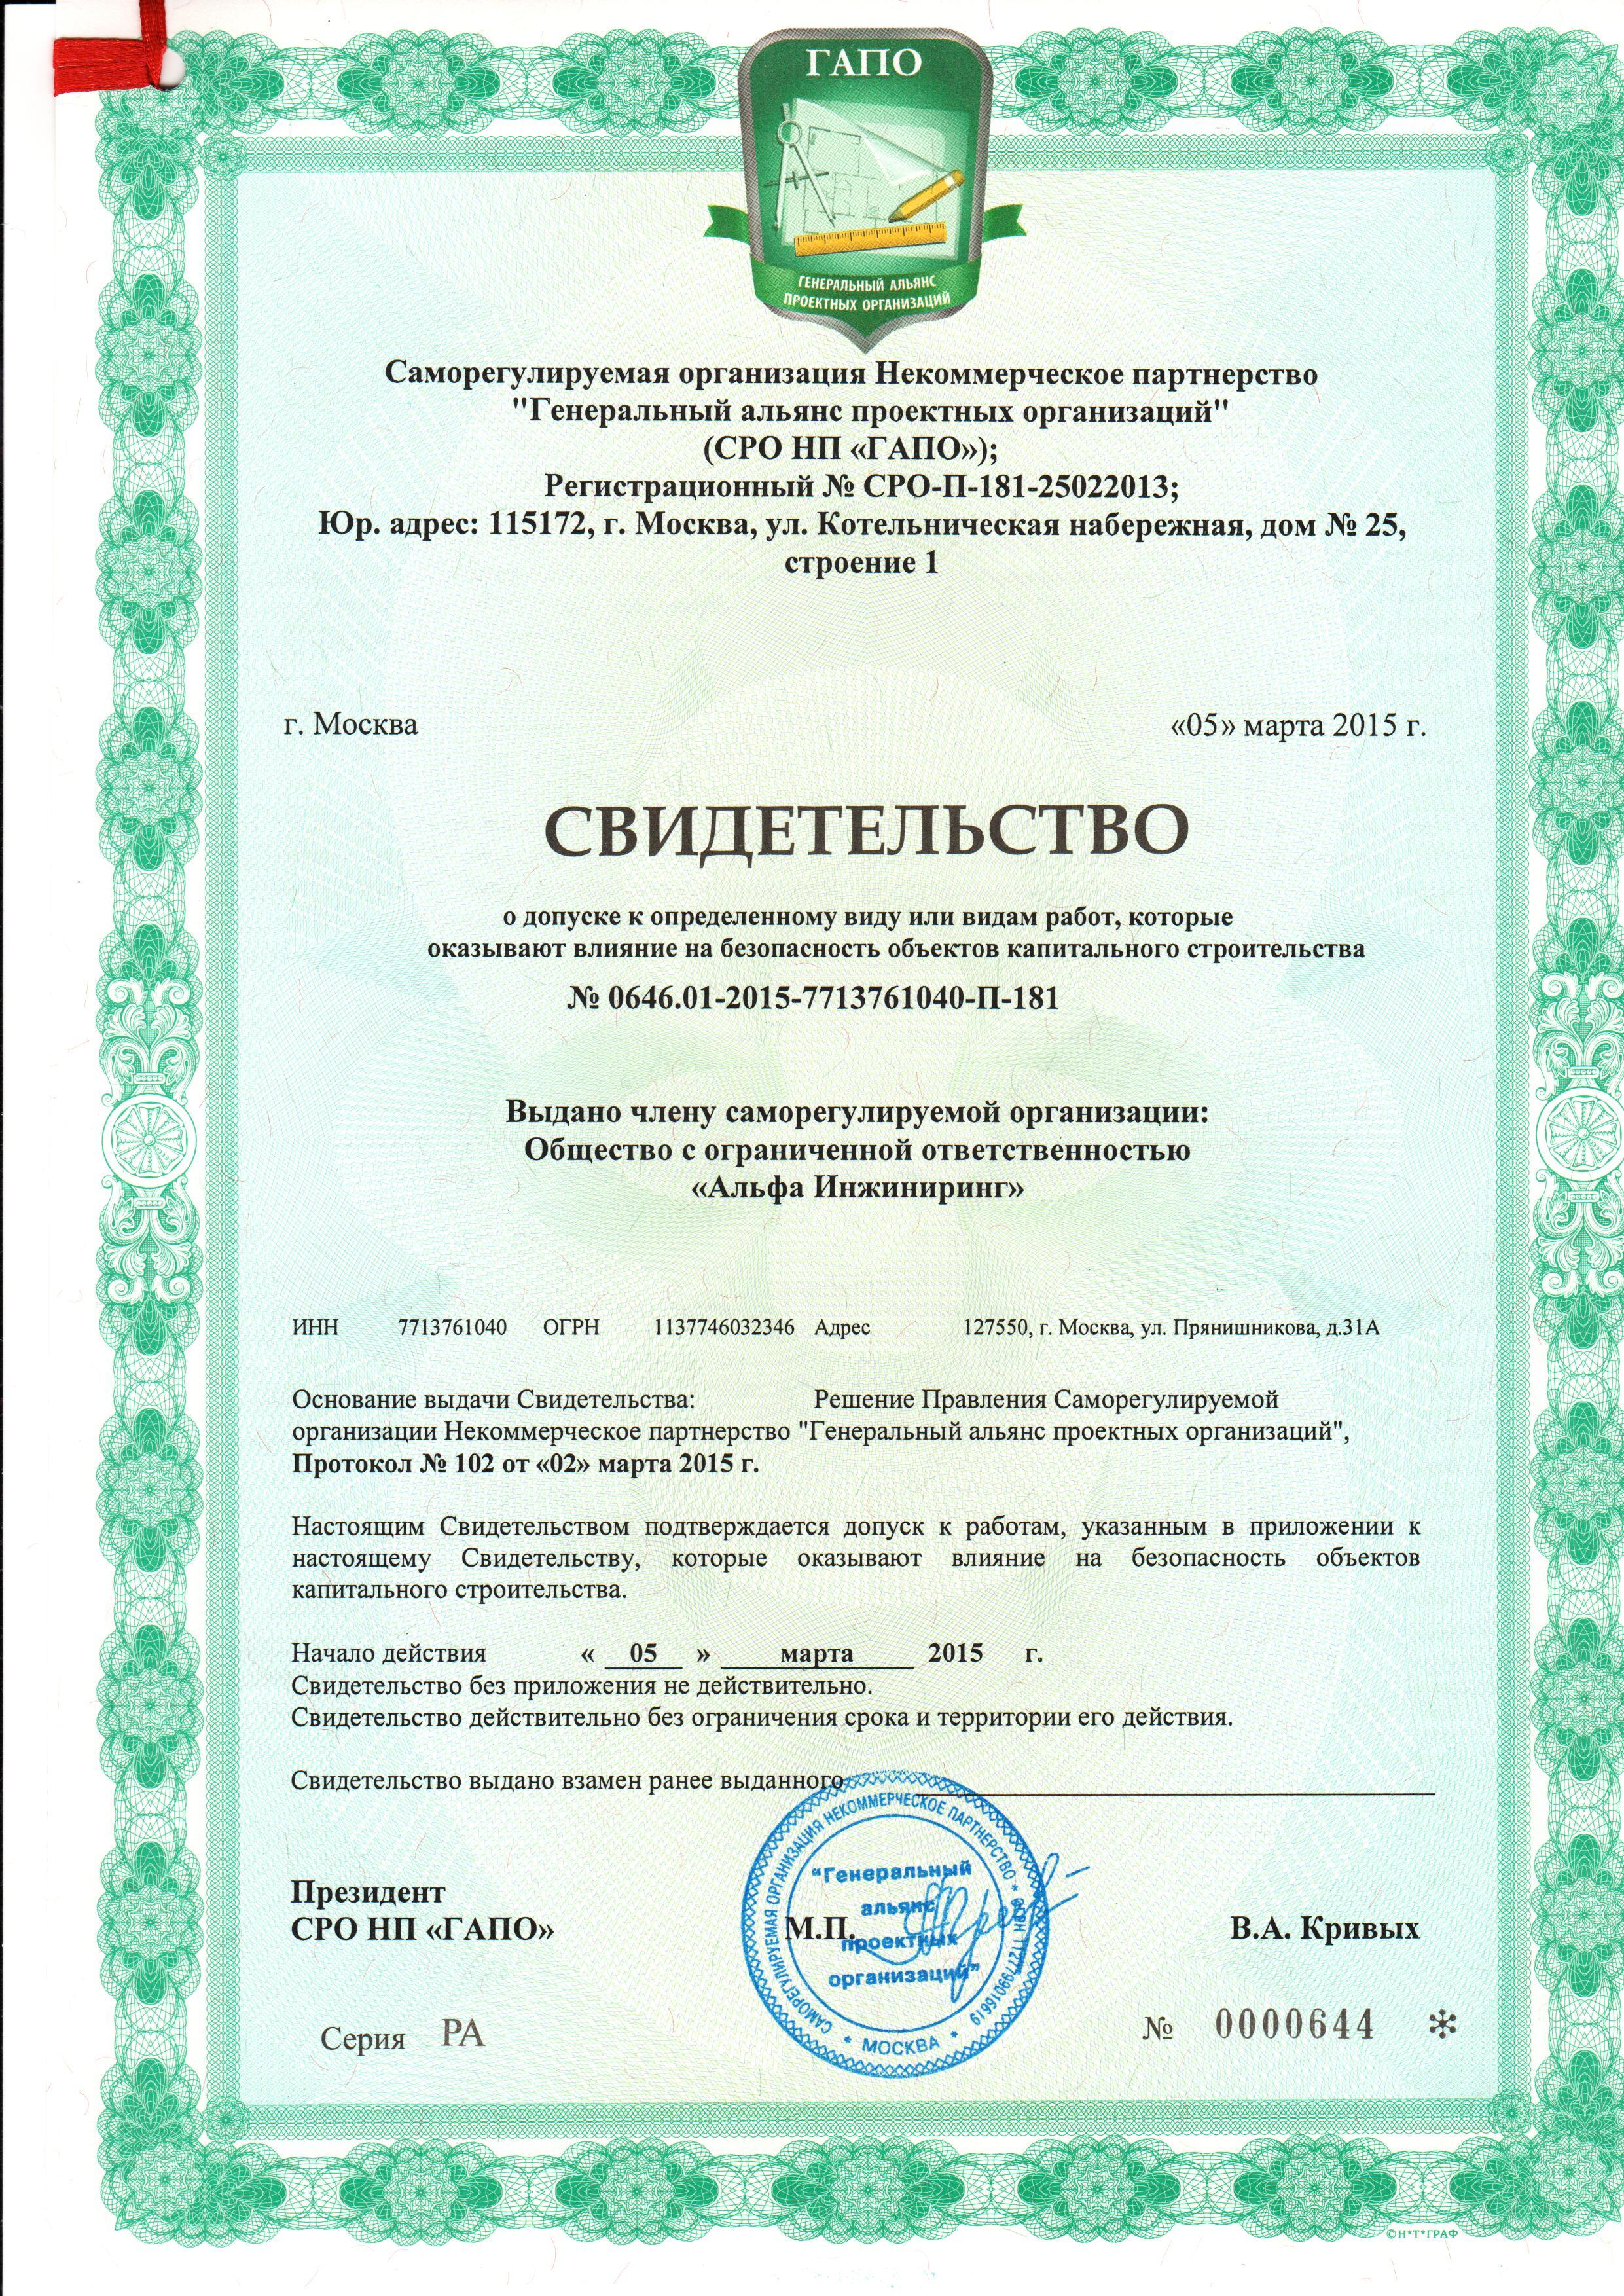 ГАПО
ГЕНЕРАЛЬНЫЙ АЛЬЯНС
ПРОЕКТНЫХ ОРГАНИЗАЦИЙ
Саморегулируемая организация Некоммерческое партнерство
"Генеральный альянс проектных организаций"
(СРО НП «ГАПО»);
Регистрационный № СРО-П-181-25022013;
Юр. адрес: 115172, г. Москва, ул. Котельническая набережная, дом № 25,
строение 1
г. Москва «05» марта 2015 г.
СВИДЕТЕЛЬСТВО
о допуске к определенному виду или видам работ, которые
оказывают влияние на безопасность объектов капитального строительства
№ 0646.01-2015-7713761040-П-181
Выдано члену саморегулируемой организации:
Общество с ограниченной ответственностью
«Альфа Инжиниринг»
ИНН 7713761040 ОГРН 1137746032346 Адрес 127550, г. Москва, ул. Прянишникова, д.31А
Основание выдачи Свидетельства: Решение Правления Саморегулируемой
организации Некоммерческое партнерство "Генеральный альянс проектных организаций",
Протокол № 102 от «02» марта 2015 г.
Настоящим Свидетельством подтверждается допуск к работам, указанным в приложении к
настоящему Свидетельству, которые оказывают влияние на безопасность объектов
капитального строительства.
Начало действия « 05 » марта 2015 г.
Свидетельство без приложения не действительно.
Свидетельство действительно без ограничения срока и территории его действия.
Свидетельство выдано взамен ранее выданного
САМОРЕГУЛИРУЕМАЯ ОРГАНИЗАЦИЯ НЕКОММЕРЧЕСКОЕ ПАРТНЕРСТВО * ОГРН 1127799016619
* МОСКВА *
"Генеральный
альянс
проектных
организаций"
Президент
СРО НП «ГАПО» М.П. В.А. Кривых
Серия РА № 0000644 *
©Н*Т*ГРАФ